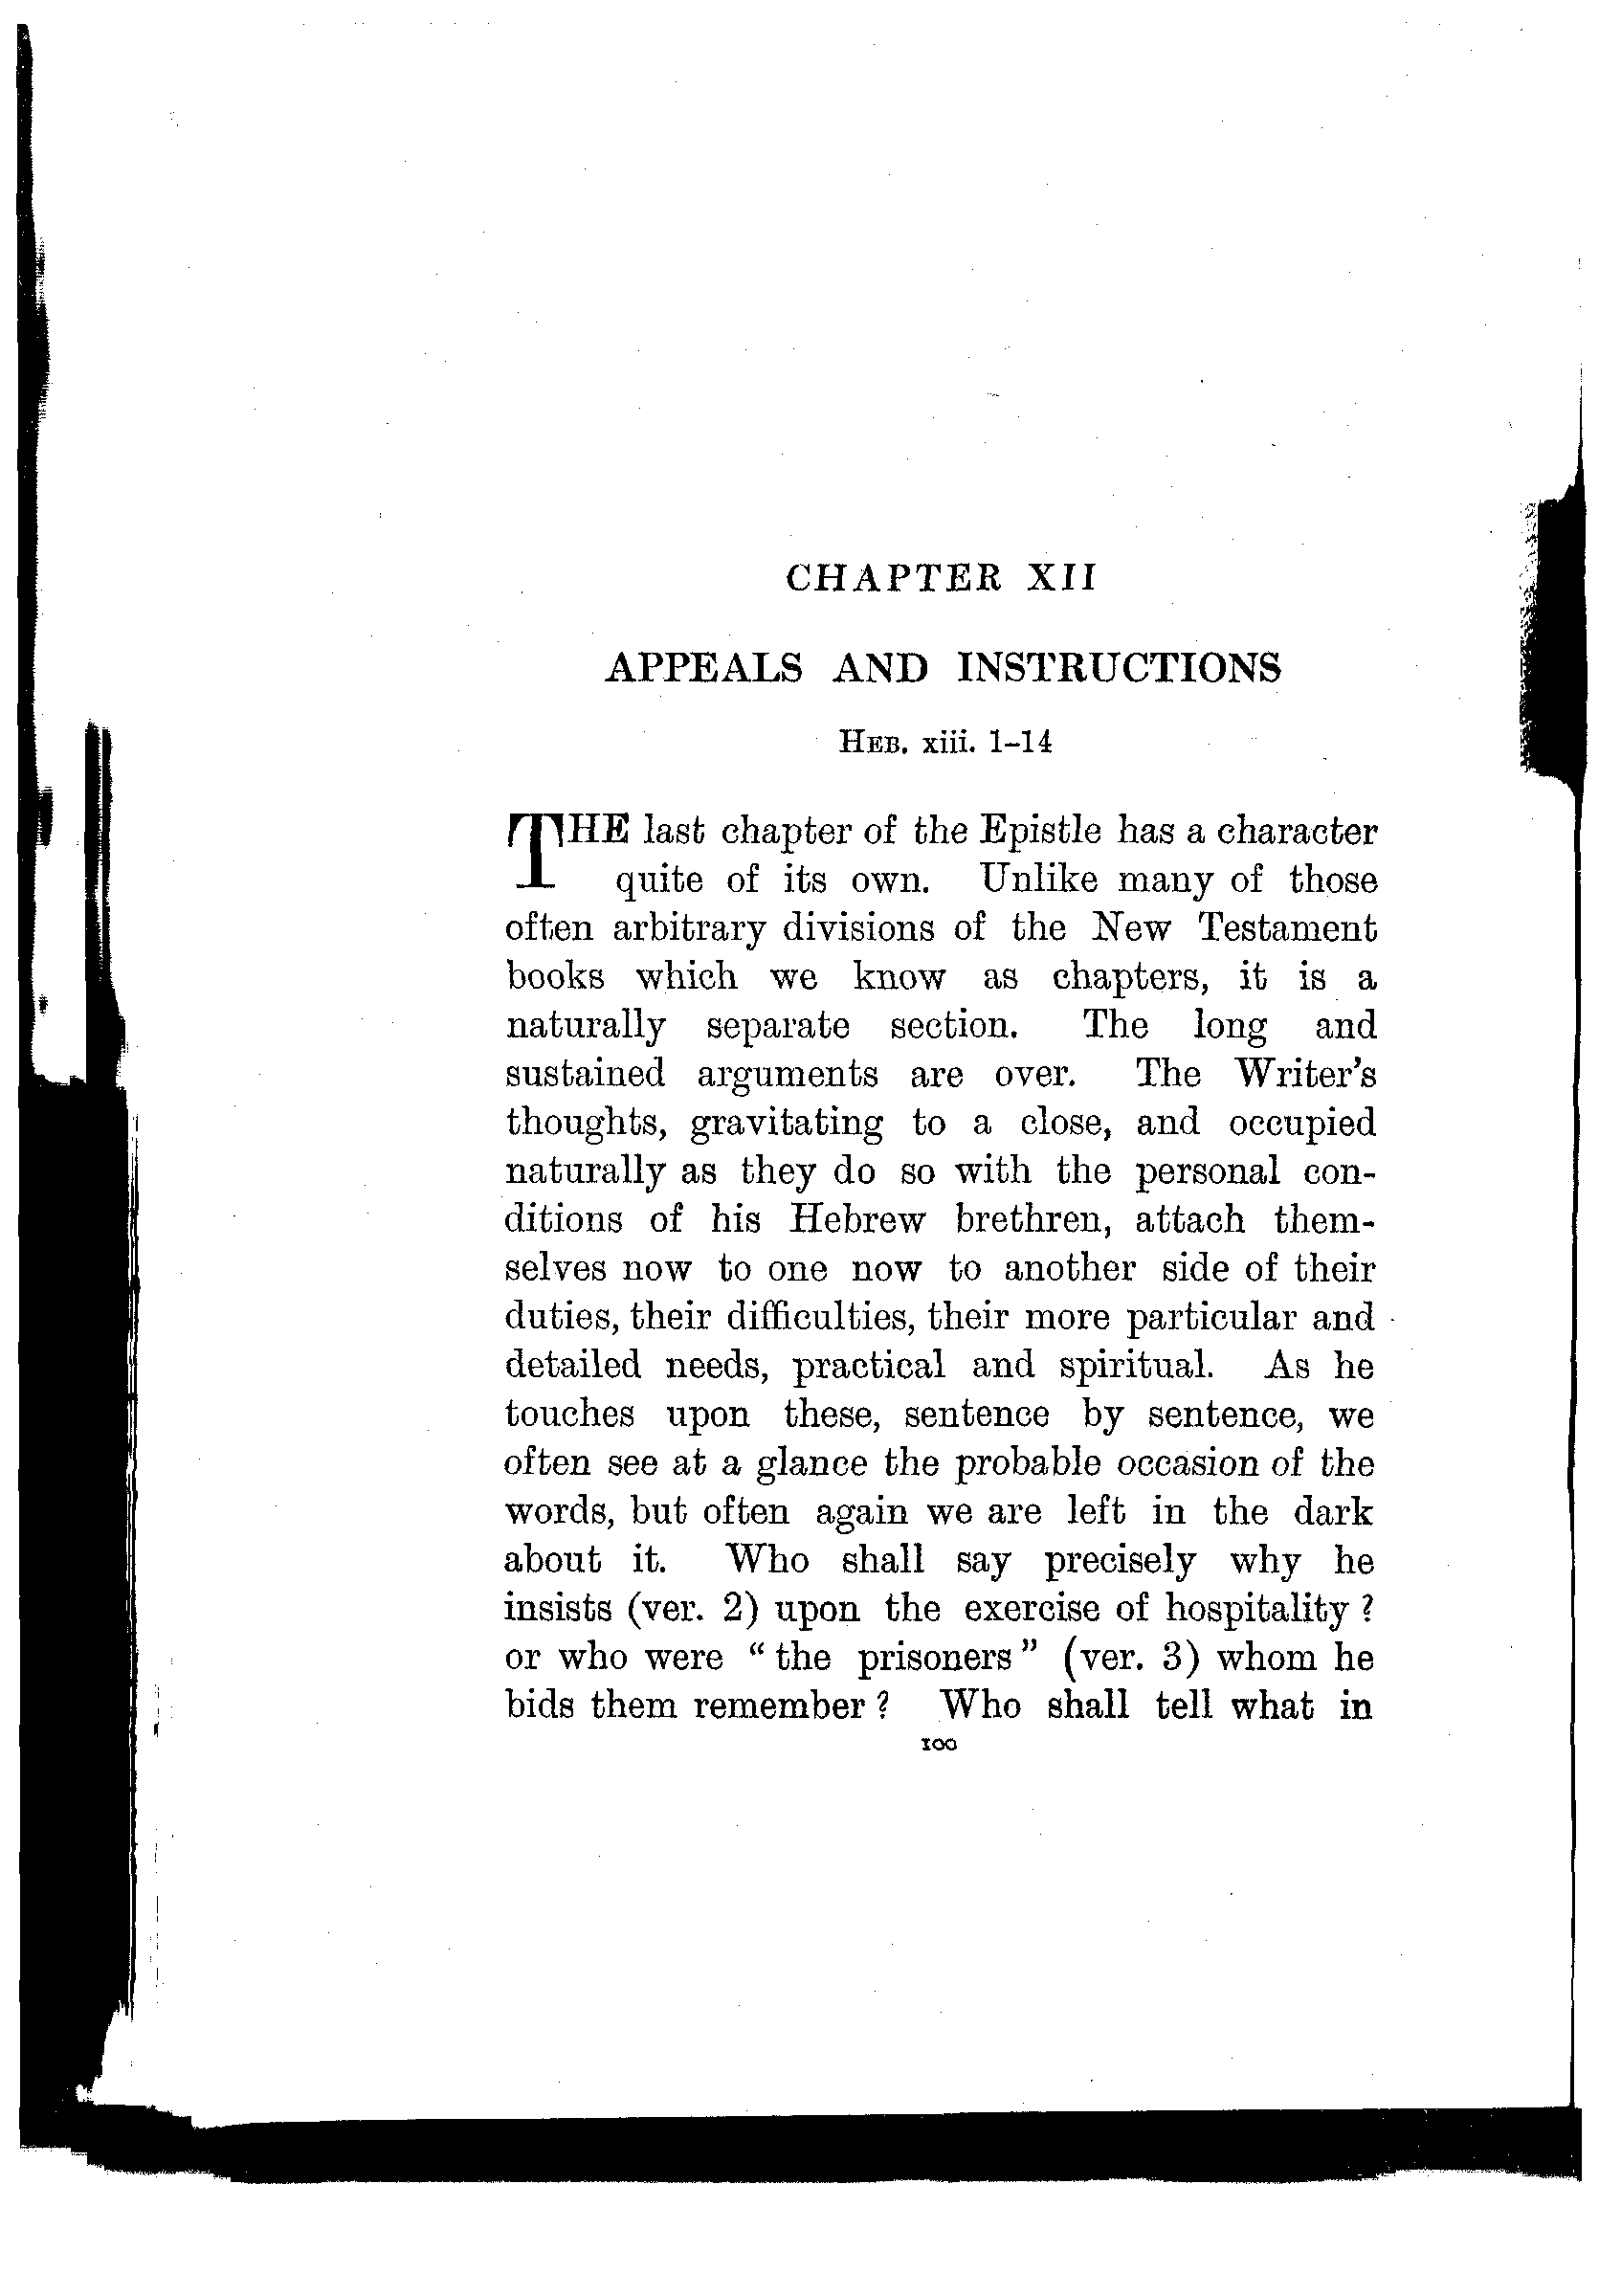 CHAPTER XII
APPEALS AND INSTRUCTIONS
HEB. xiii. 1-14
THE last chapter of the Epistle has a character
quite of its own. Unlike many of those
often arbitrary divisions of the New Testament
books which we know as chapters, it is a
naturally separate section. The long and
sustained arguments are over. The Writer's
thoughts, gravitating to a close, and occupied
naturally as they do so with the personal con-
ditions of his Hebrew brethren, attach them-
selves now to one now to another side of their
duties, their difficulties, their more particular and
detailed needs, practical and spiritual. As he
touches upon these, sentence by sentence, we
often see at a glance the probable occasion of the
words, but often again we are left in the dark
about it. Who shall say precisely why he
insists (ver. 2) upon the exercise of hospitality?
or who were "the prisoners" (ver. 3) whom he
bids them remember? Who shall tell what in
100